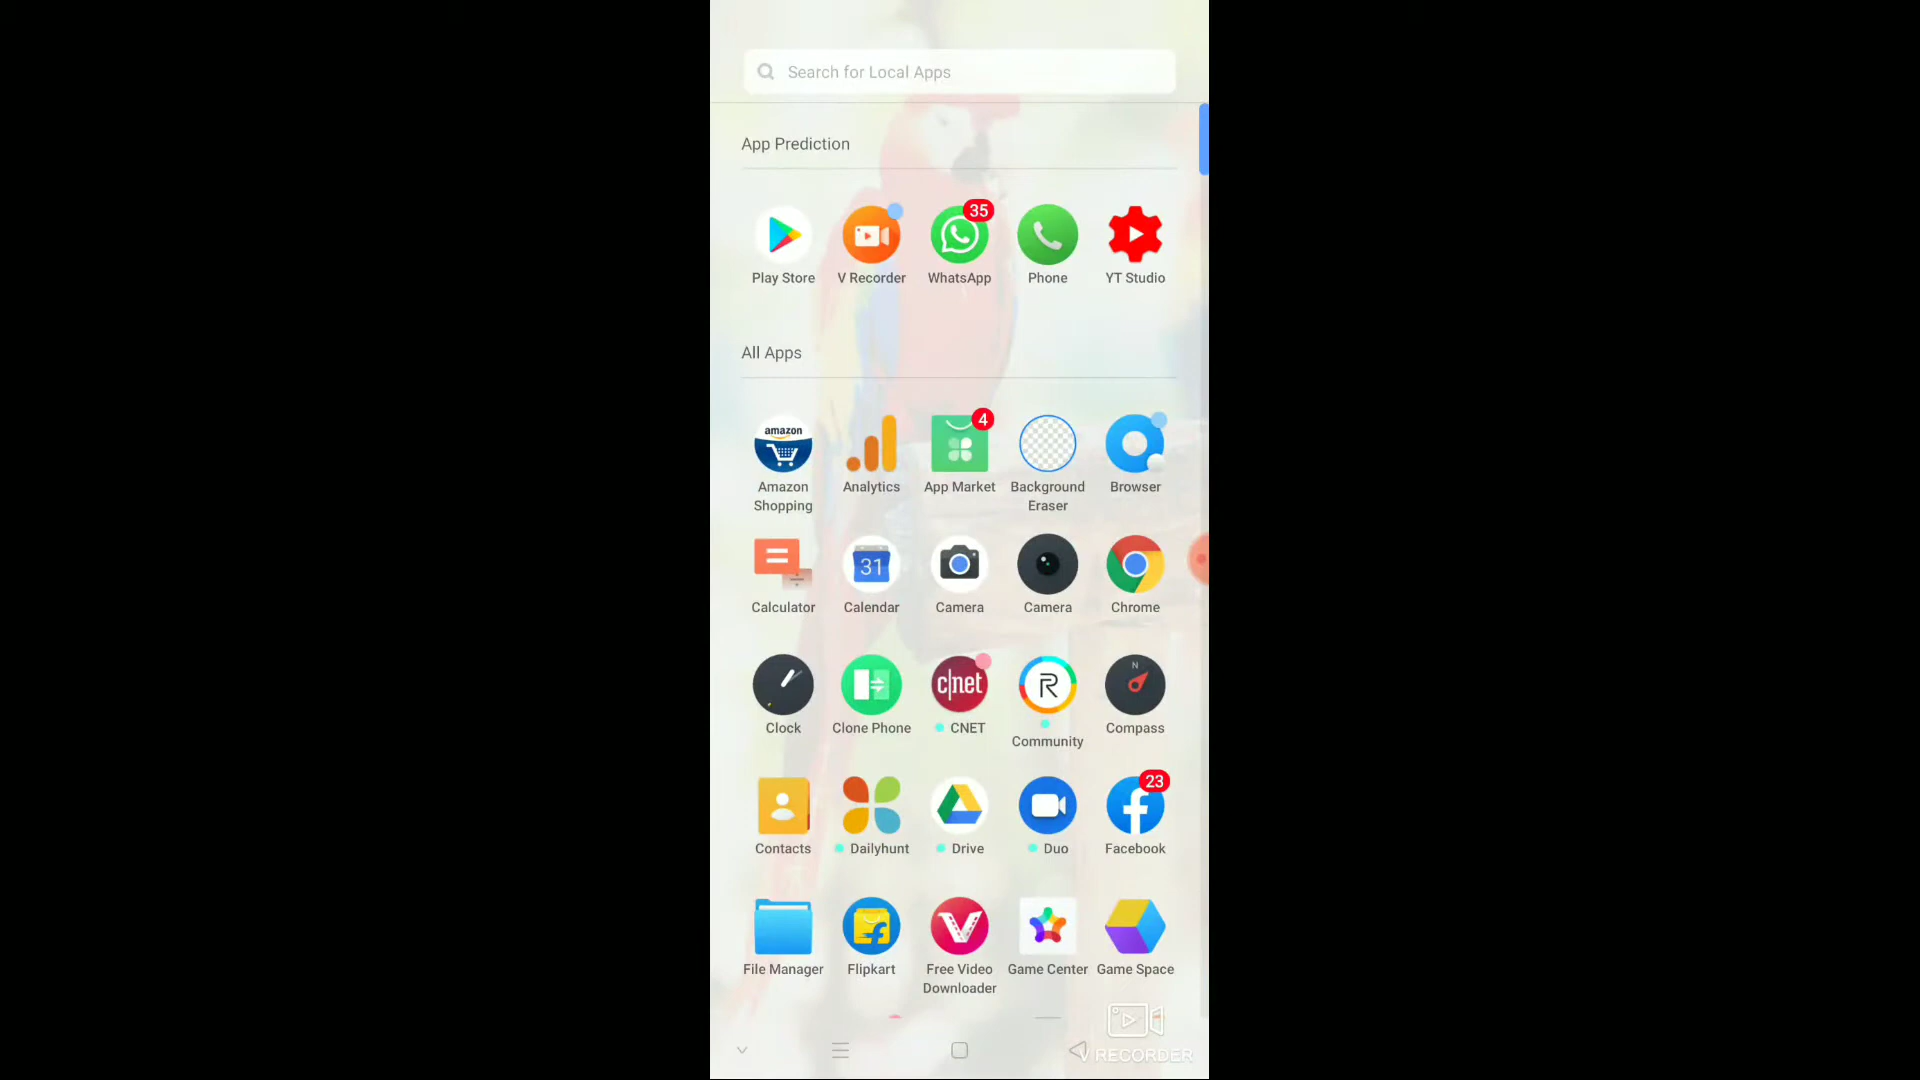 Search for Local Apps
App Prediction
35
Play Store V Recorder WhatsApp Phone YT Studio
All Apps
amazon 4
Amazon Shopping Analytics App Market Background Eraser Browser
31
Calculator Calendar Camera Camera Chrome
c|net R N
Clock Clone Phone CNET Community Compass
23
Contacts Dailyhunt Drive Duo Facebook
File Manager Flipkart Free Video Downloader Game Center Game Space
V RECORDER